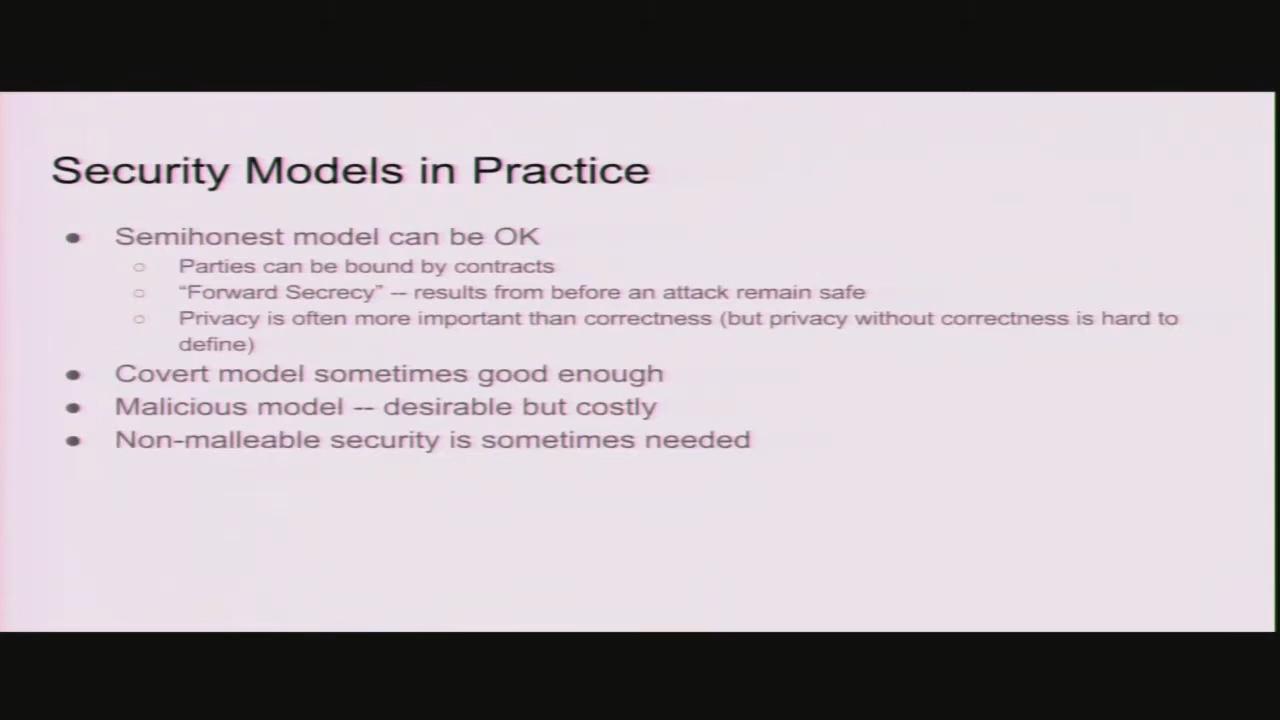 Security Models in Practice
● Semihonest model can be OK
○ Parties can be bound by contracts
○ “Forward Secrecy” -- results from before an attack remain safe
○ Privacy is often more important than correctness (but privacy without correctness is hard to
define)
● Covert model sometimes good enough
● Malicious model -- desirable but costly
● Non-malleable security is sometimes needed